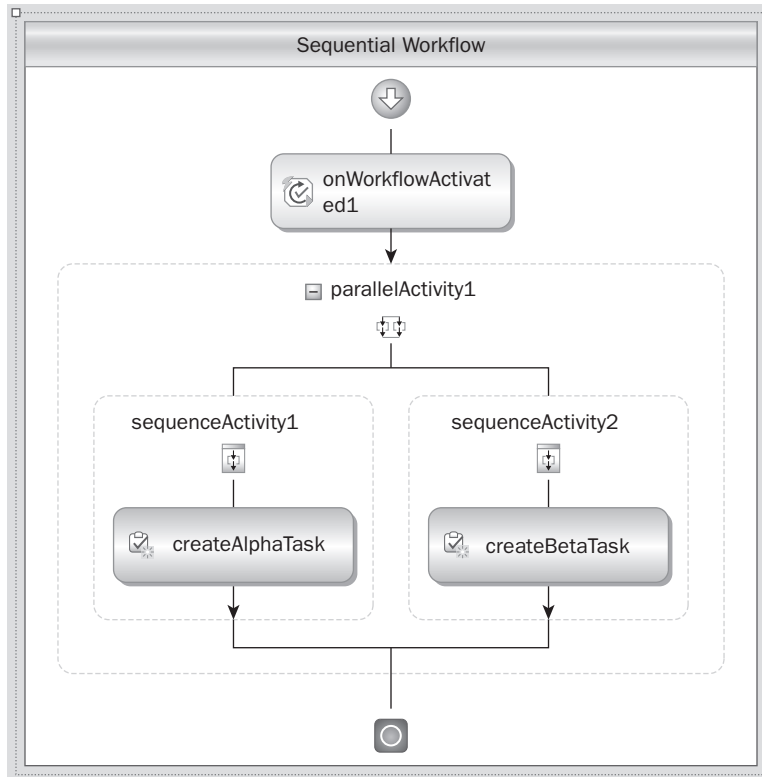 Sequential Workflow
onWorkflowActivat
ed1
parallelActivity1
sequenceActivity1
sequenceActivity2
createAlphaTask
createBetaTask